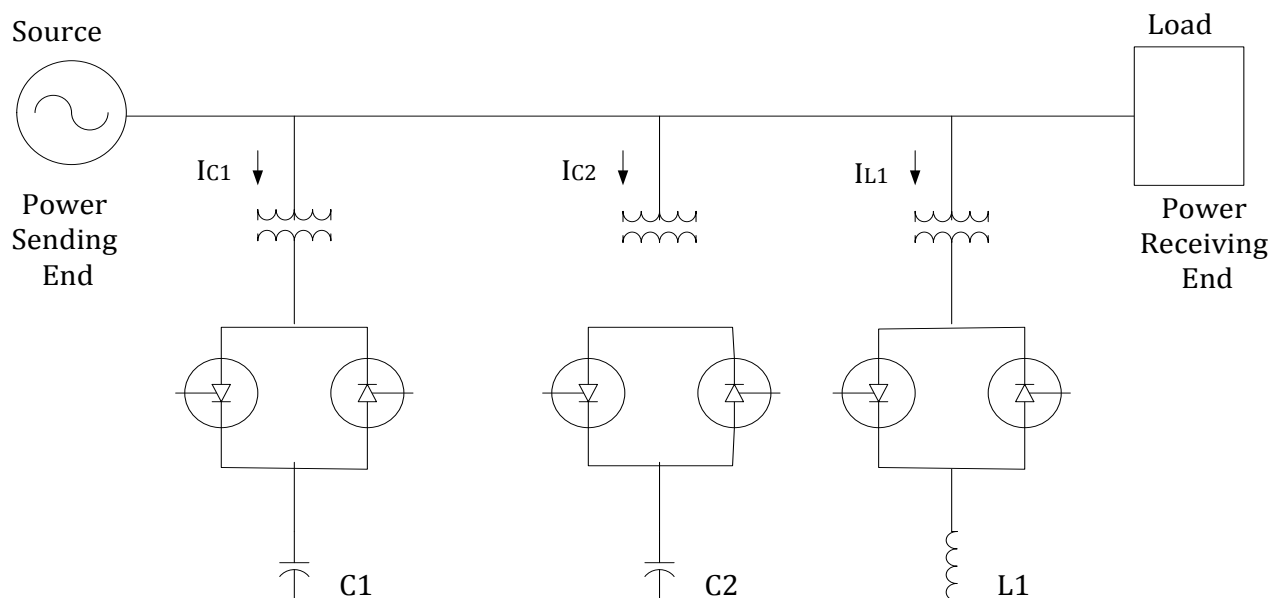 Source
Load
IC1
IC2
IL1
Power
Sending
End
Power
Receiving
End
C1
C2
L1